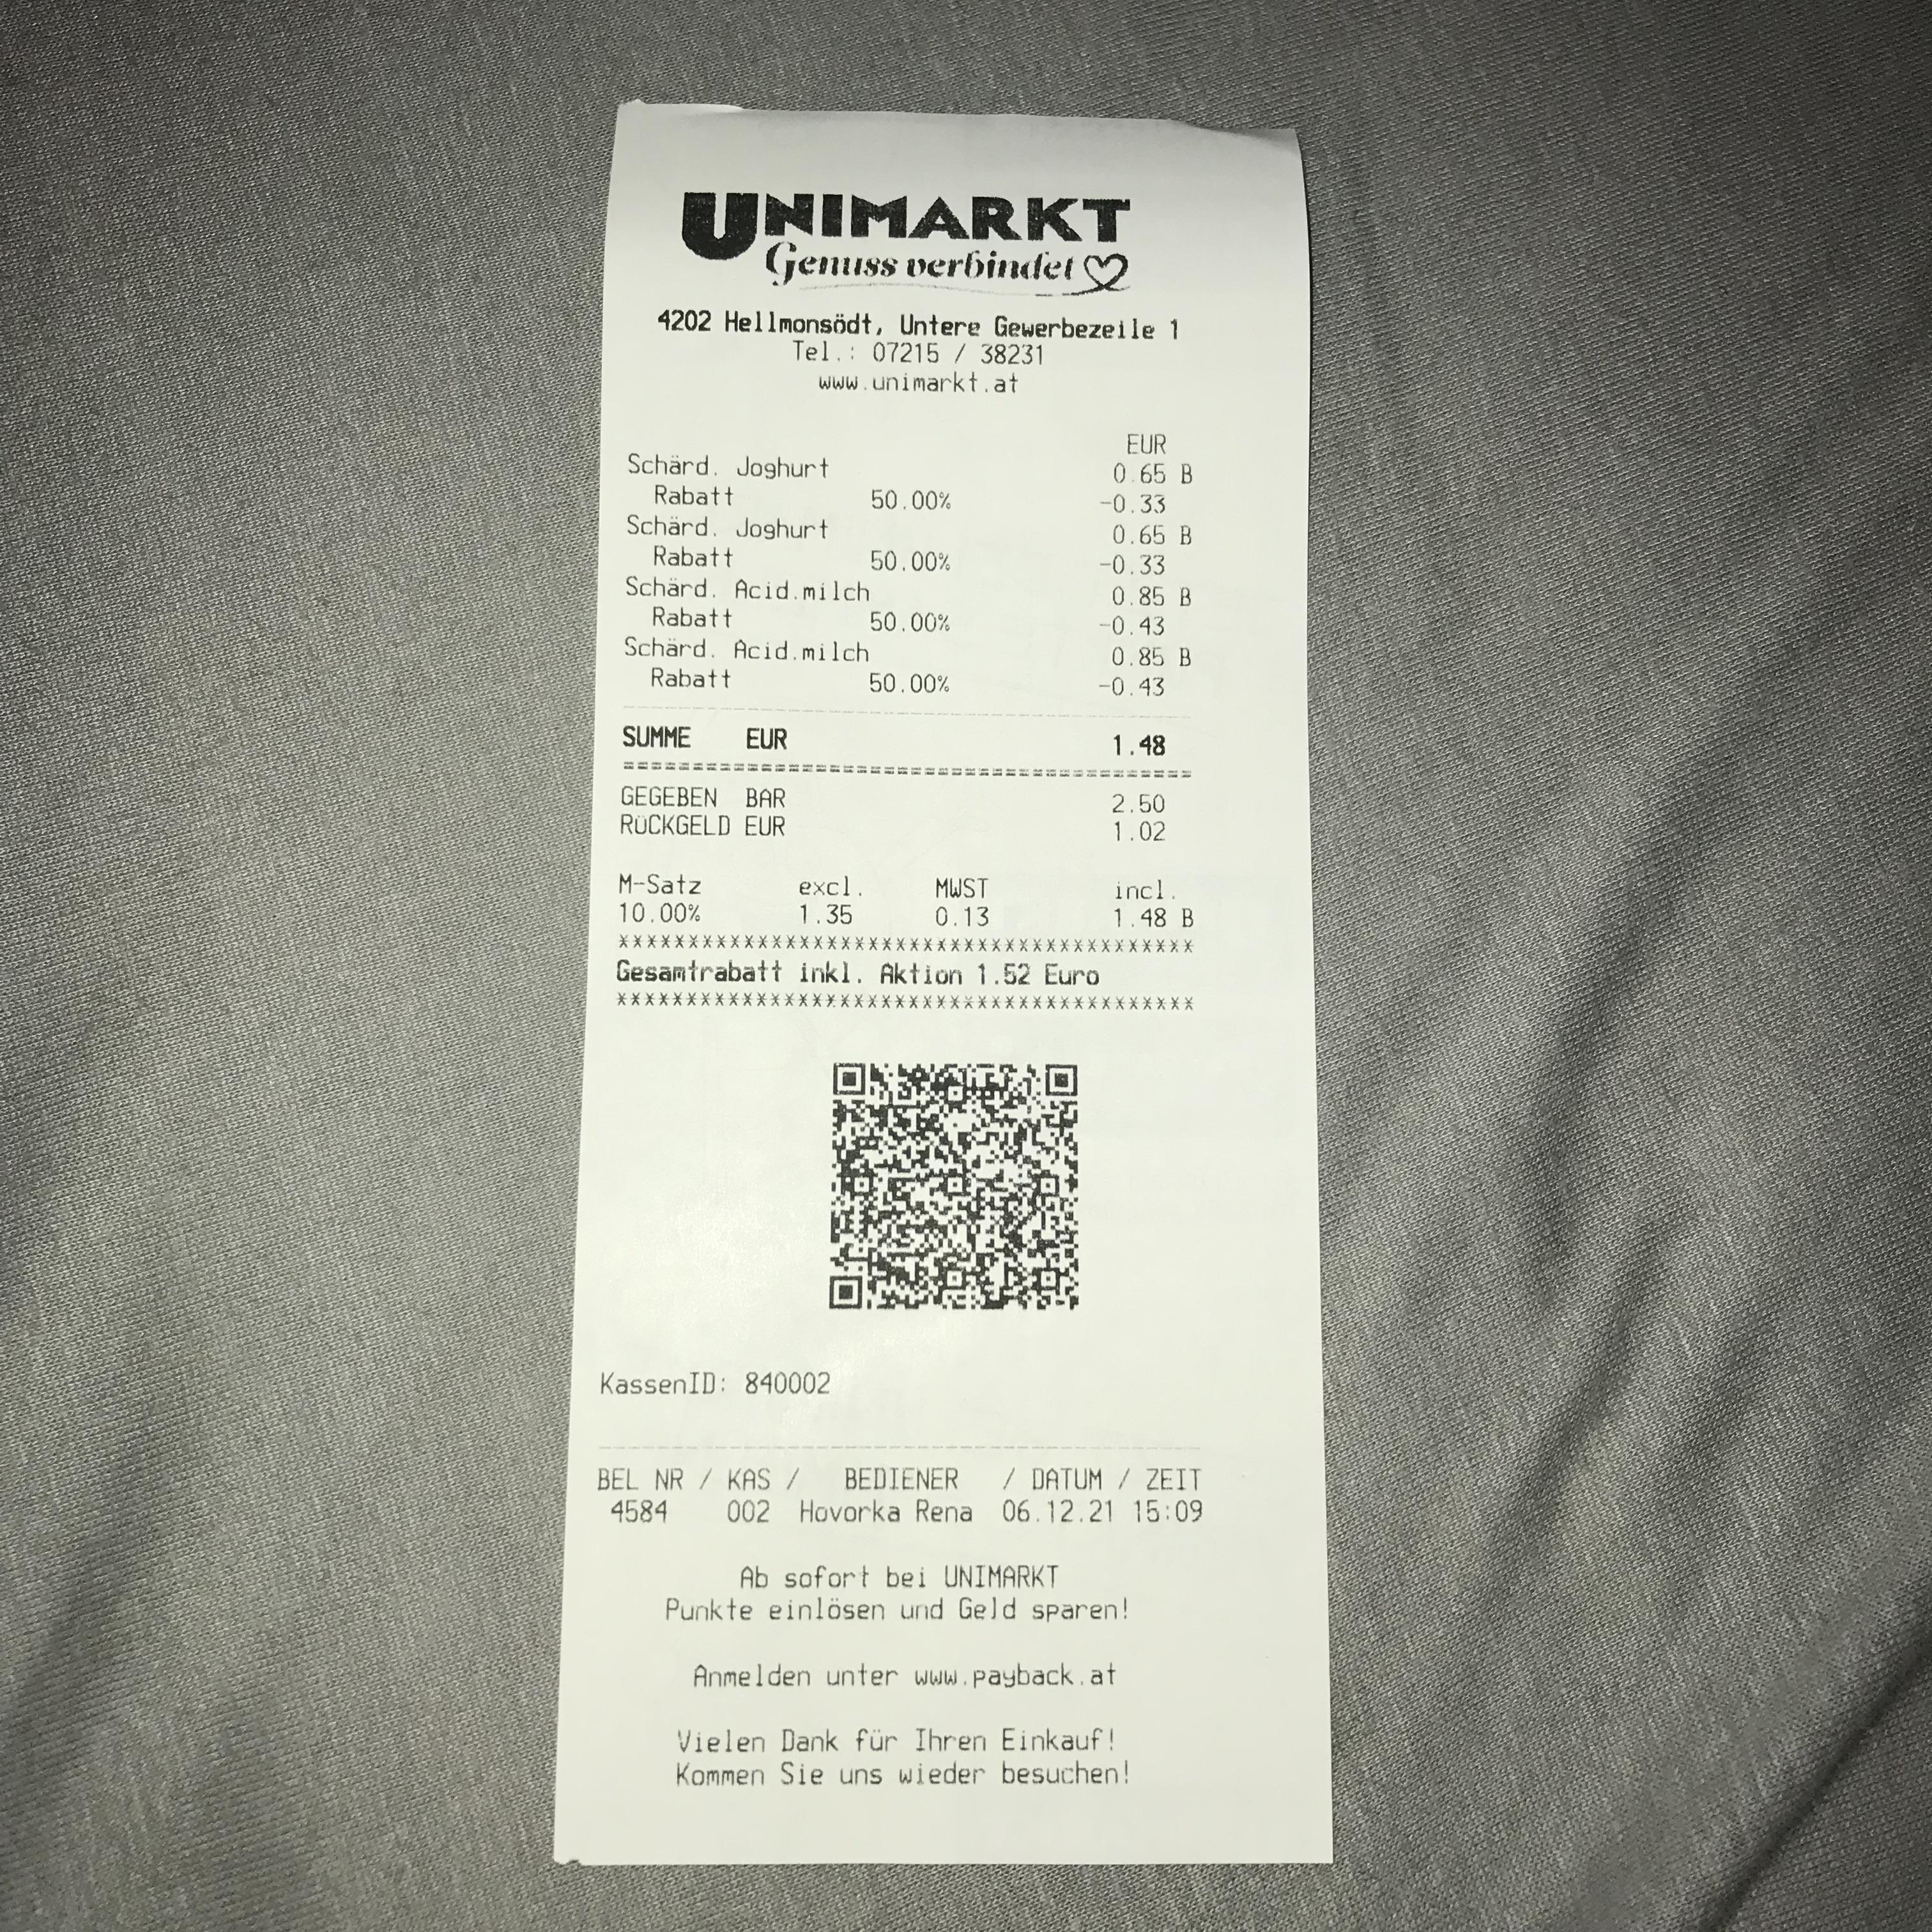 UNIMARKT
Genuss verbindet
4202 Hellmonsödt, Untere Gewerbezeile 1
Tel.: 07215 / 38231
www.unimarkt.at
EUR
Schärd. Joghurt 0.65 B
Rabatt 50.00% -0.33
Schärd. Joghurt 0.65 B
Rabatt 50.00% -0.33
Schärd. Acid.milch 0.85 B
Rabatt 50.00% -0.43
Schärd. Acid.milch 0.85 B
Rabatt 50.00% -0.43
SUMME EUR 1.48
==========================================
GEGEBEN BAR 2.50
RÜCKGELD EUR 1.02
M-Satz excl. MWST incl.
10.00% 1.35 0.13 1.48 B
******************************************
Gesamtrabatt inkl. Aktion 1.52 Euro
******************************************
KassenID: 840002
BEL NR / KAS / BEDIENER / DATUM / ZEIT
4584 002 Hovorka Rena 06.12.21 15:09
Ab sofort bei UNIMARKT
Punkte einlösen und Geld sparen!
Anmelden unter www.payback.at
Vielen Dank für Ihren Einkauf!
Kommen Sie uns wieder besuchen!